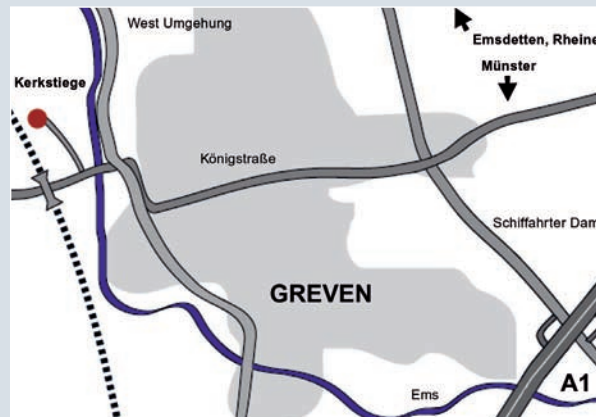 West Umgehung
Emsdetten, Rheine
Münster
Kerkstiege
Königstraße
Schiffahrter Dam
GREVEN
A1
Ems